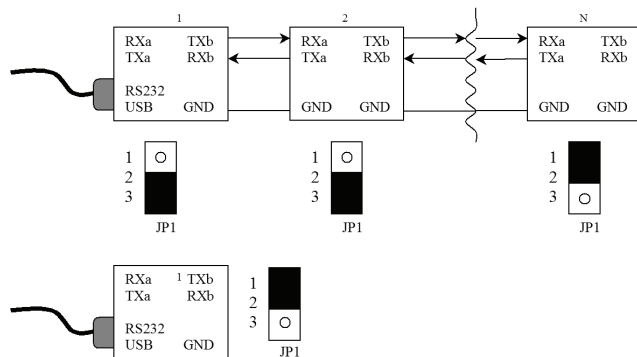 1 2 N
RXa TXb RXa TXb RXa TXb
TXa RXb TXa RXb TXa RXb
RS232
USB GND GND GND GND GND
1 1 1
2 2 2
3 3 3
JP1 JP1 JP1
RXa 1 TXb
TXa RXb
RS232
USB GND
1
2
3
JP1